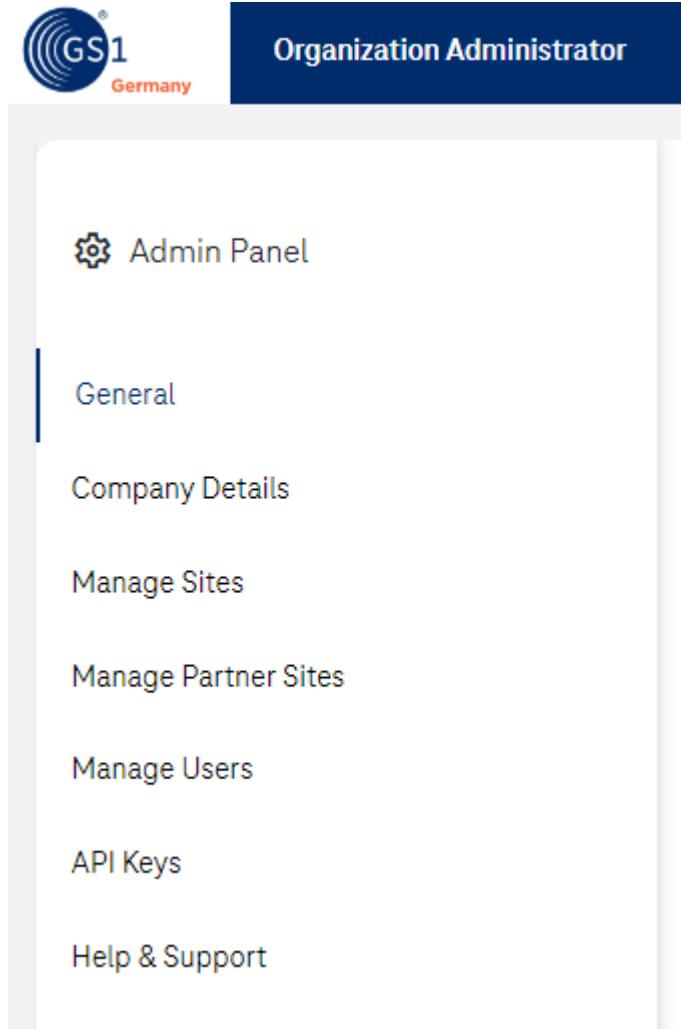 GS1
Germany
Organization Administrator
Admin Panel
General
Company Details
Manage Sites
Manage Partner Sites
Manage Users
API Keys
Help & Support